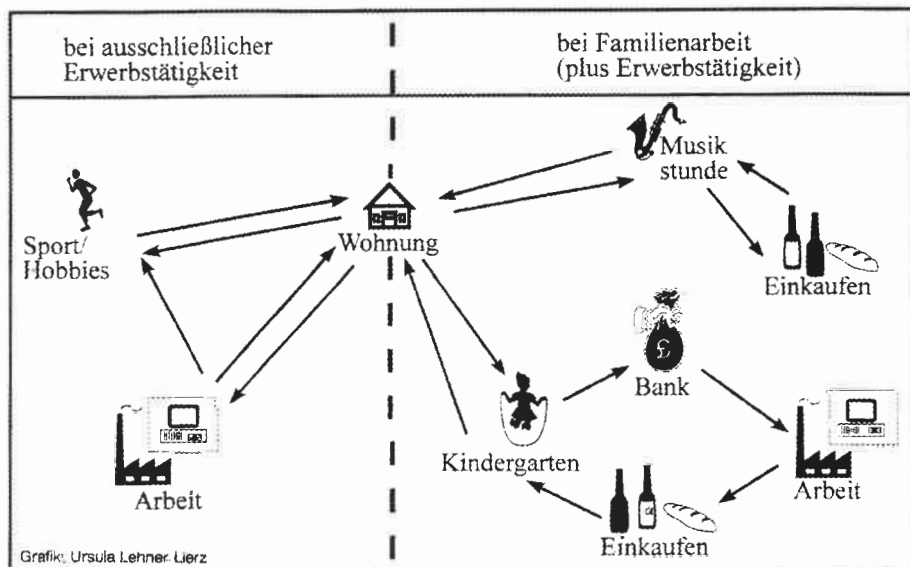 bei ausschließlicher
Erwerbstätigkeit
bei Familienarbeit
(plus Erwerbstätigkeit)
Musik
stunde
Sport/
Hobbies
Wohnung
Einkaufen
Bank
£
Kindergarten
Arbeit
Arbeit
Einkaufen
Grafik: Ursula Lehner-Lierz